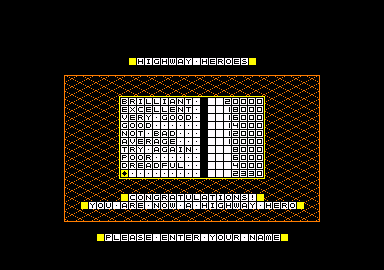 HIGHWAY HEROES
BRILLIANT. 20000
EXCELLENT. 18000
VERY GOOD. 16000
GOOD...... 14000
NOT BAD... 12000
AVERAGE... 10000
TRY AGAIN. 8000
POOR...... 6000
DREADFUL.. 4000
......... 2330
CONGRATULATIONS!
YOU ARE NOW A HIGHWAY HERO
PLEASE ENTER YOUR NAME